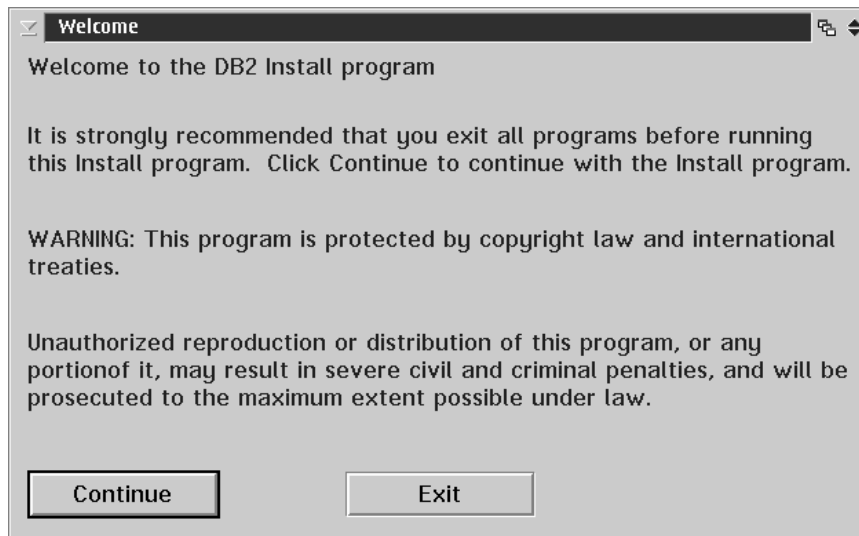 Welcome
Welcome to the DB2 Install program
It is strongly recommended that you exit all programs before running
this Install program.  Click Continue to continue with the Install program.
WARNING: This program is protected by copyright law and international
treaties.
Unauthorized reproduction or distribution of this program, or any
portionof it, may result in severe civil and criminal penalties, and will be
prosecuted to the maximum extent possible under law.
Continue
Exit